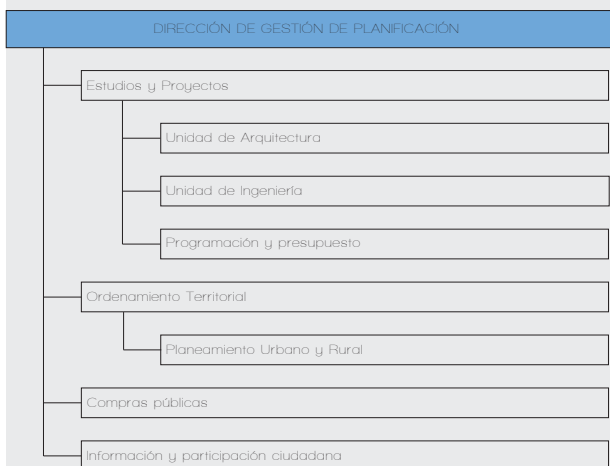 DIRECCIÓN DE GESTIÓN DE PLANIFICACIÓN
Estudios y Proyectos
Unidad de Arquitectura
Unidad de Ingeniería
Programación y presupuesto
Ordenamiento Territorial
Planeamiento Urbano y Rural
Compras públicas
Información y participación ciudadana